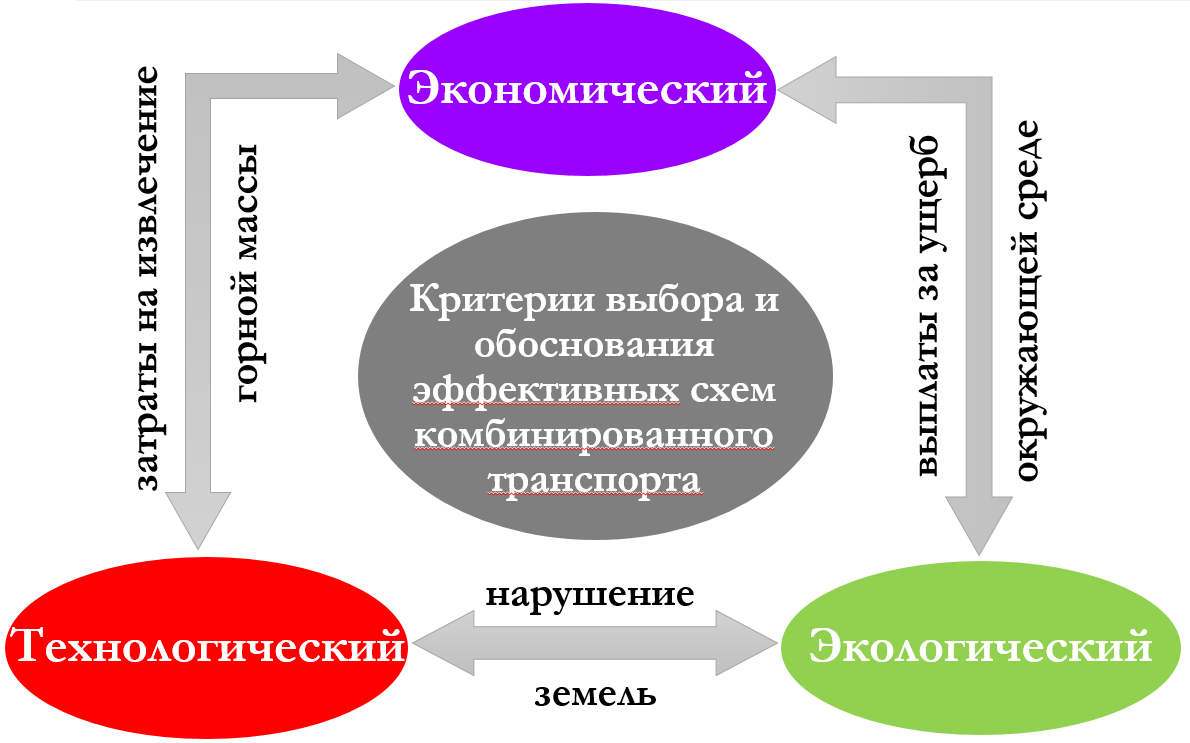 Экономический
затраты на извлечение
горной массы
выплаты за ущерб
окружающей среде
Критерии выбора и
обоснования
эффективных схем
комбинированного
транспорта
нарушение
Технологический
Экологический
земель